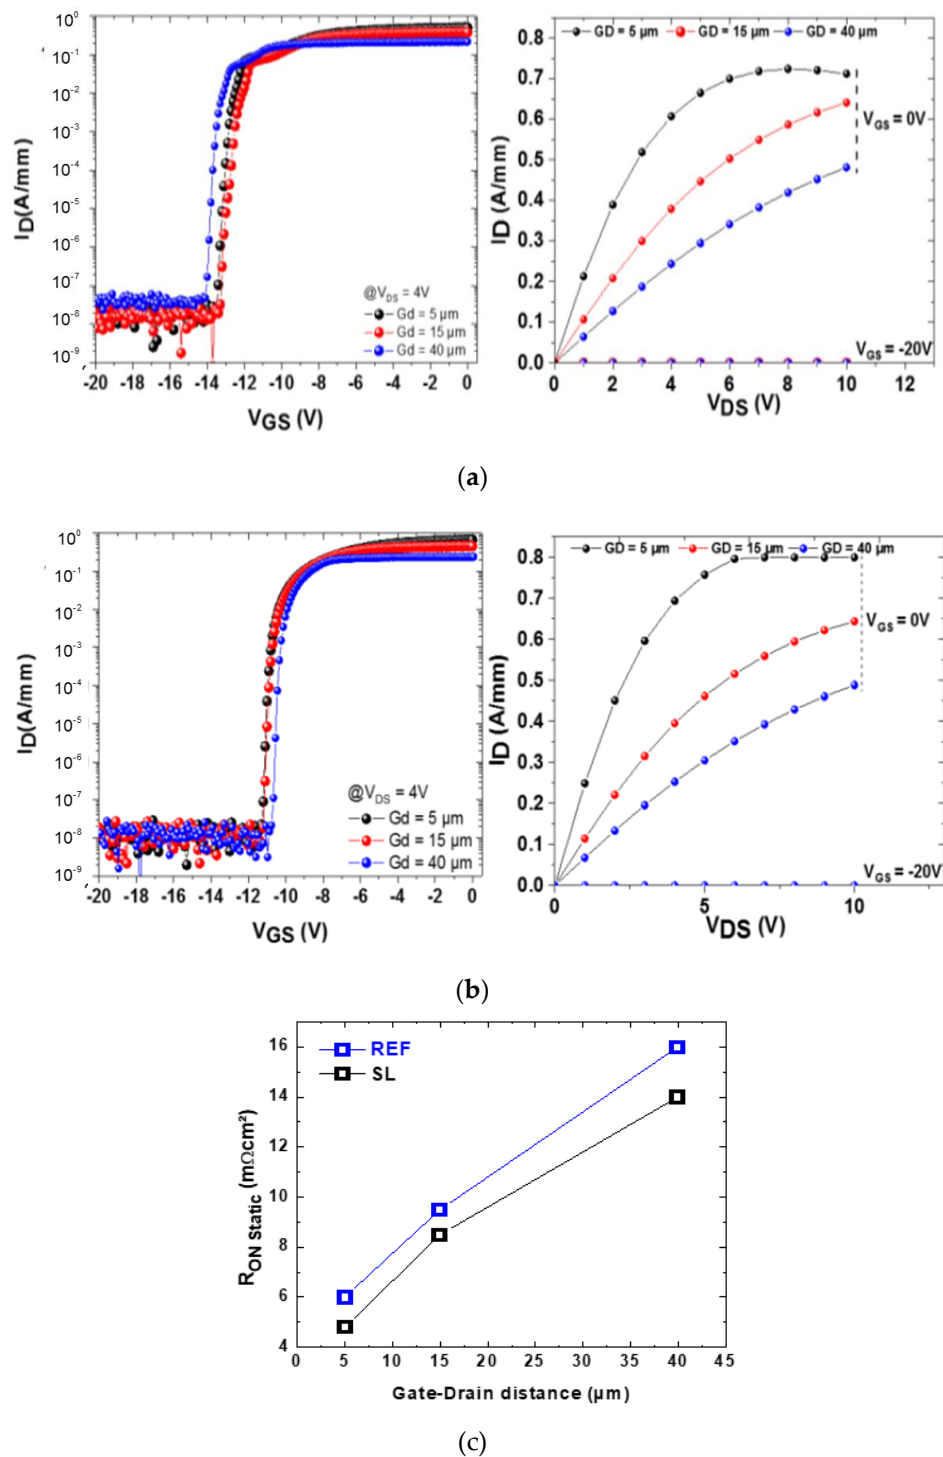 10⁰
10⁻¹
10⁻²
10⁻³
10⁻⁴
10⁻⁵
10⁻⁶
10⁻⁷
10⁻⁸
10⁻⁹
I_D(A/mm)
@V_DS = 4V
Gd = 5 µm
Gd = 15 µm
Gd = 40 µm
-20 -18 -16 -14 -12 -10 -8 -6 -4 -2 0
V_GS (V)
GD = 5 µm GD = 15 µm GD = 40 µm
0.8
0.7
0.6
0.5
0.4
0.3
0.2
0.1
0.0
I_D (A/mm)
V_GS = 0V
V_GS = -20V
0 2 4 6 8 10 12
V_DS (V)
(a)
10⁰
10⁻¹
10⁻²
10⁻³
10⁻⁴
10⁻⁵
10⁻⁶
10⁻⁷
10⁻⁸
10⁻⁹
I_D(A/mm)
@V_DS = 4V
Gd = 5 µm
Gd = 15 µm
Gd = 40 µm
-20 -18 -16 -14 -12 -10 -8 -6 -4 -2 0
V_GS (V)
GD = 5 µm GD = 15 µm GD = 40 µm
0.8
0.7
0.6
0.5
0.4
0.3
0.2
0.1
0.0
I_D (A/mm)
V_GS = 0V
V_GS = -20V
0 5 10
V_DS (V)
(b)
REF
SL
16
14
12
10
8
6
4
R_ON Static (mΩcm²)
0 5 10 15 20 25 30 35 40 45
Gate-Drain distance (µm)
(c)